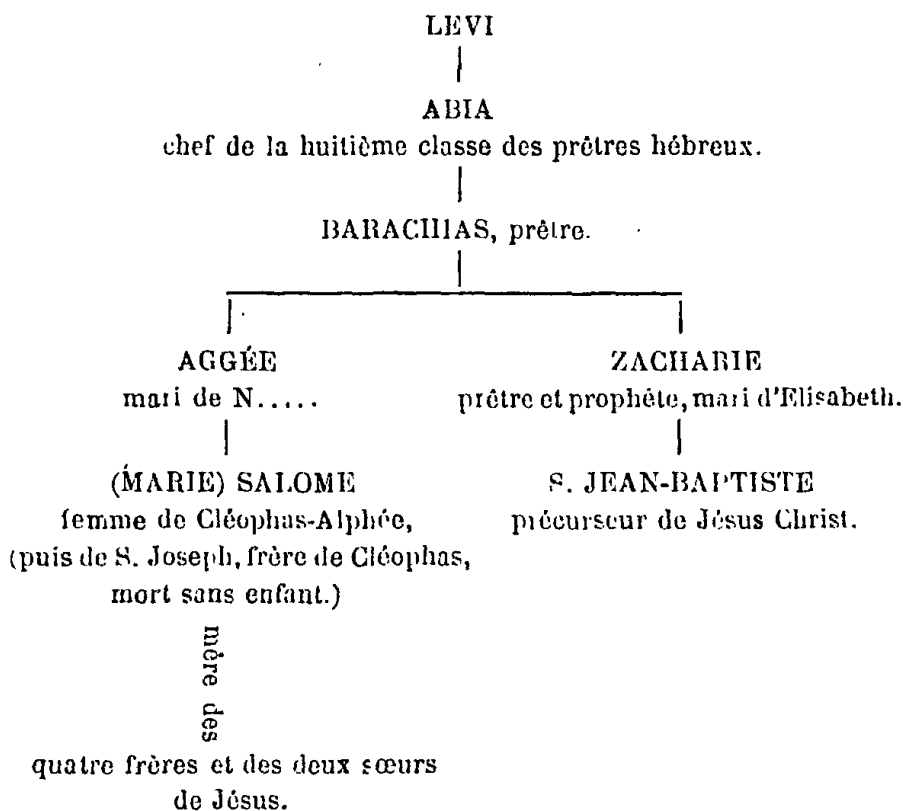 LEVI
ABIA
chef de la huitième classe des prêtres hébreux.
BARACHIAS, prêtre.
AGGÉE
mari de N.....
ZACHARIE
prêtre et prophète, mari d'Elisabeth.
(MARIE) SALOME
femme de Cléophas-Alphée,
(puis de S. Joseph, frère de Cléophas,
mort sans enfant.)
S. JEAN-BAPTISTE
précurseur de Jésus Christ.
mère des
quatre frères et des deux sœurs
de Jésus.